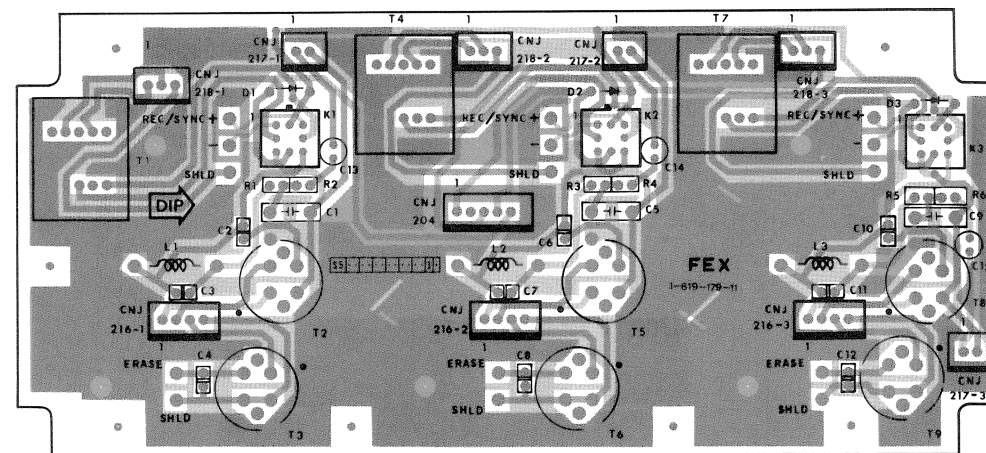 1 T4 1 1 T7 1
1 CNJ 217-1 CNJ 218-2 CNJ 217-2 CNJ 218-3
CNJ 218-1 D1 D2 D3
REC/SYNC + 1 K1 REC/SYNC + 1 K2 REC/SYNC + 1 K3
T1 - - -
SHLD C13 SHLD C14 SHLD
DIP R1 R2 1 R3 R4 R5 R6
CNJ 204 C1 C5 C9
C2 C6 C10
L1 L2 FEX L3
1-619-179-11
C3 C7 C11 T8
CNJ 216-1 CNJ 216-2 CNJ 216-3
1 T2 1 T5 1 1
ERASE C4 ERASE C8 ERASE C12
CNJ 217-3
SHLD SHLD SHLD
T3 T6 T9